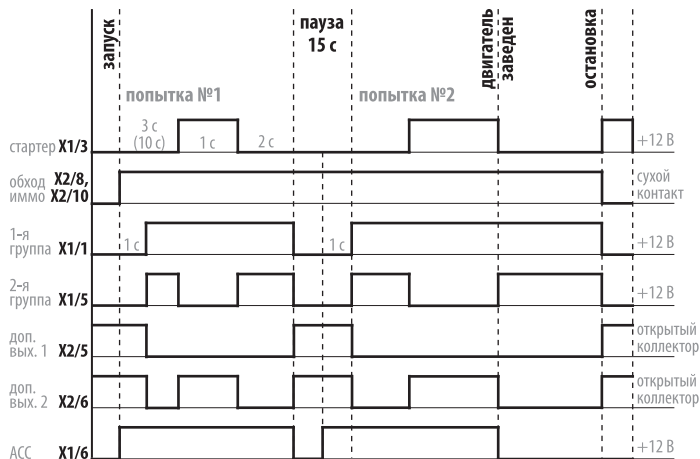 запуск
пауза
15 с
двигатель
заведен
остановка
попытка №1
попытка №2
стартер X1/3
3 с
(10 с)
1 с
2 с
+12 В
обход X2/8,
иммо X2/10
сухой
контакт
1-я
группа X1/1
1 с
1 с
+12 В
2-я
группа X1/5
+12 В
доп.
вых. 1 X2/5
открытый
коллектор
доп.
вых. 2 X2/6
открытый
коллектор
ACC X1/6
+12 В